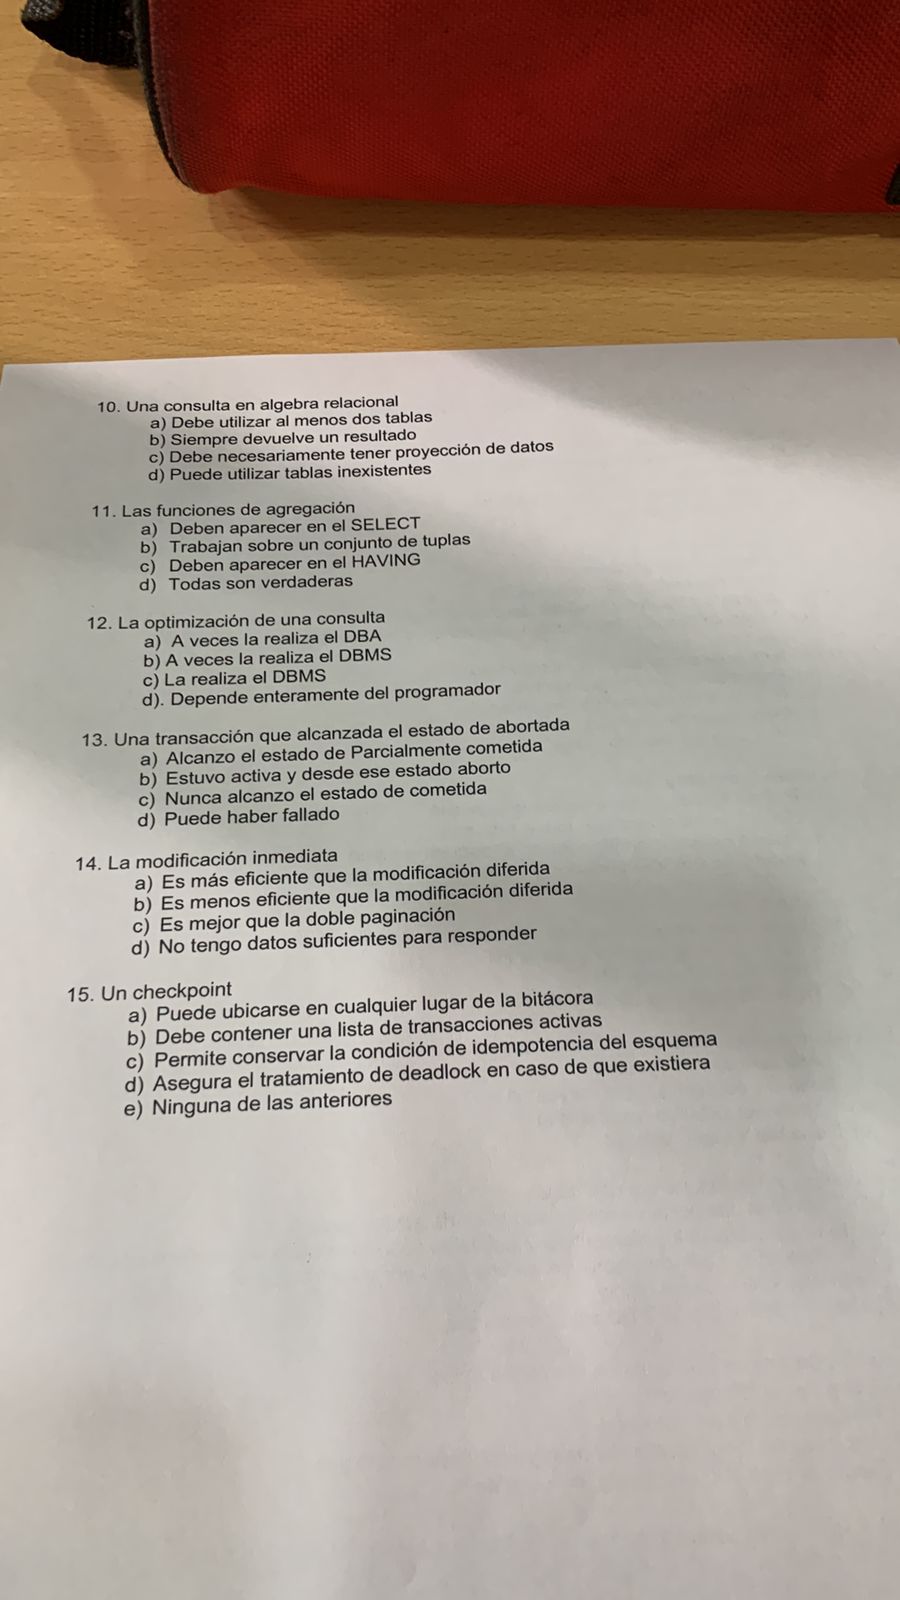 10. Una consulta en algebra relacional
a) Debe utilizar al menos dos tablas
b) Siempre devuelve un resultado
c) Debe necesariamente tener proyección de datos
d) Puede utilizar tablas inexistentes
11. Las funciones de agregación
a) Deben aparecer en el SELECT
b) Trabajan sobre un conjunto de tuplas
c) Deben aparecer en el HAVING
d) Todas son verdaderas
12. La optimización de una consulta
a) A veces la realiza el DBA
b) A veces la realiza el DBMS
c) La realiza el DBMS
d). Depende enteramente del programador
13. Una transacción que alcanzada el estado de abortada
a) Alcanzo el estado de Parcialmente cometida
b) Estuvo activa y desde ese estado aborto
c) Nunca alcanzo el estado de cometida
d) Puede haber fallado
14. La modificación inmediata
a) Es más eficiente que la modificación diferida
b) Es menos eficiente que la modificación diferida
c) Es mejor que la doble paginación
d) No tengo datos suficientes para responder
15. Un checkpoint
a) Puede ubicarse en cualquier lugar de la bitácora
b) Debe contener una lista de transacciones activas
c) Permite conservar la condición de idempotencia del esquema
d) Asegura el tratamiento de deadlock en caso de que existiera
e) Ninguna de las anteriores